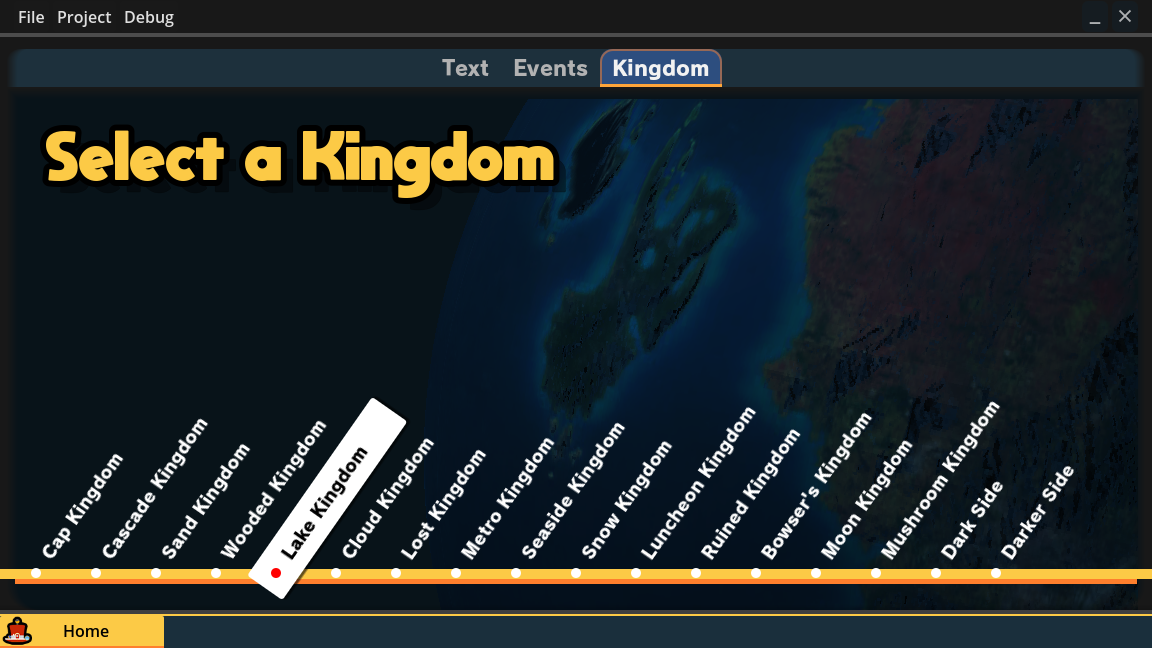 File Project Debug
Text Events Kingdom
Select a Kingdom
Cap Kingdom
Cascade Kingdom
Sand Kingdom
Wooded Kingdom
Lake Kingdom
Cloud Kingdom
Lost Kingdom
Metro Kingdom
Seaside Kingdom
Snow Kingdom
Luncheon Kingdom
Ruined Kingdom
Bowser's Kingdom
Moon Kingdom
Mushroom Kingdom
Dark Side
Darker Side
Home